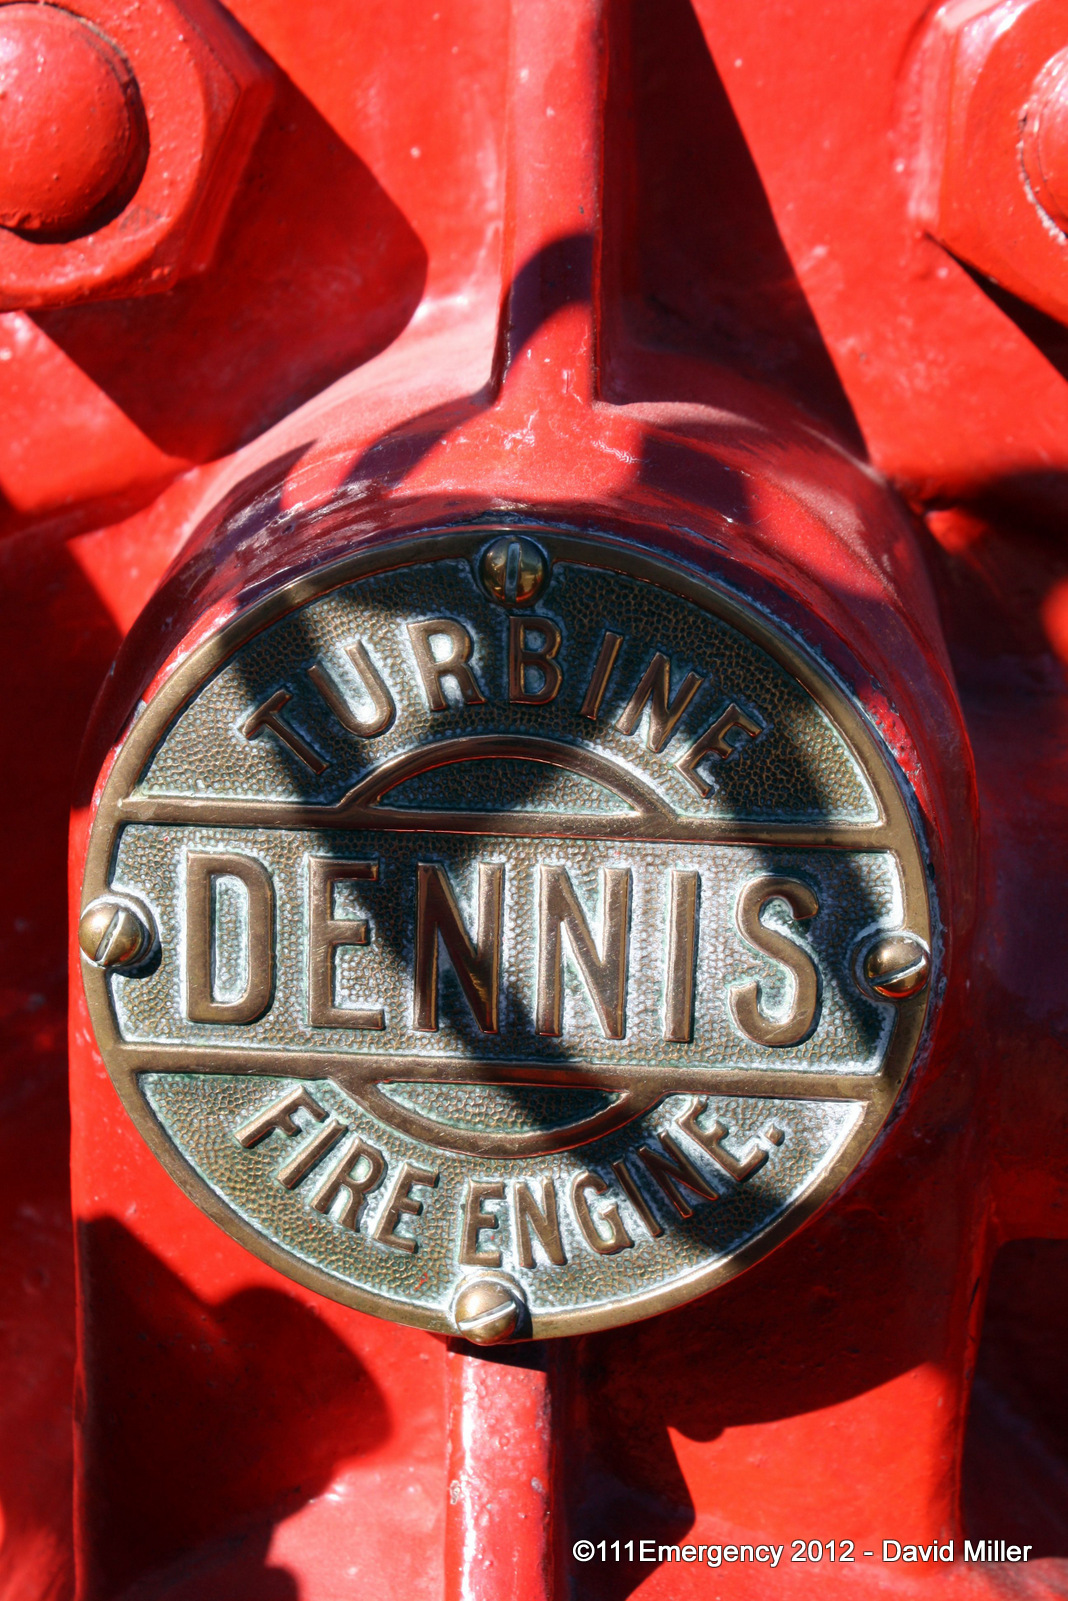 TURBINE
DENNIS
FIRE ENGINE.
©111Emergency 2012 - David Miller